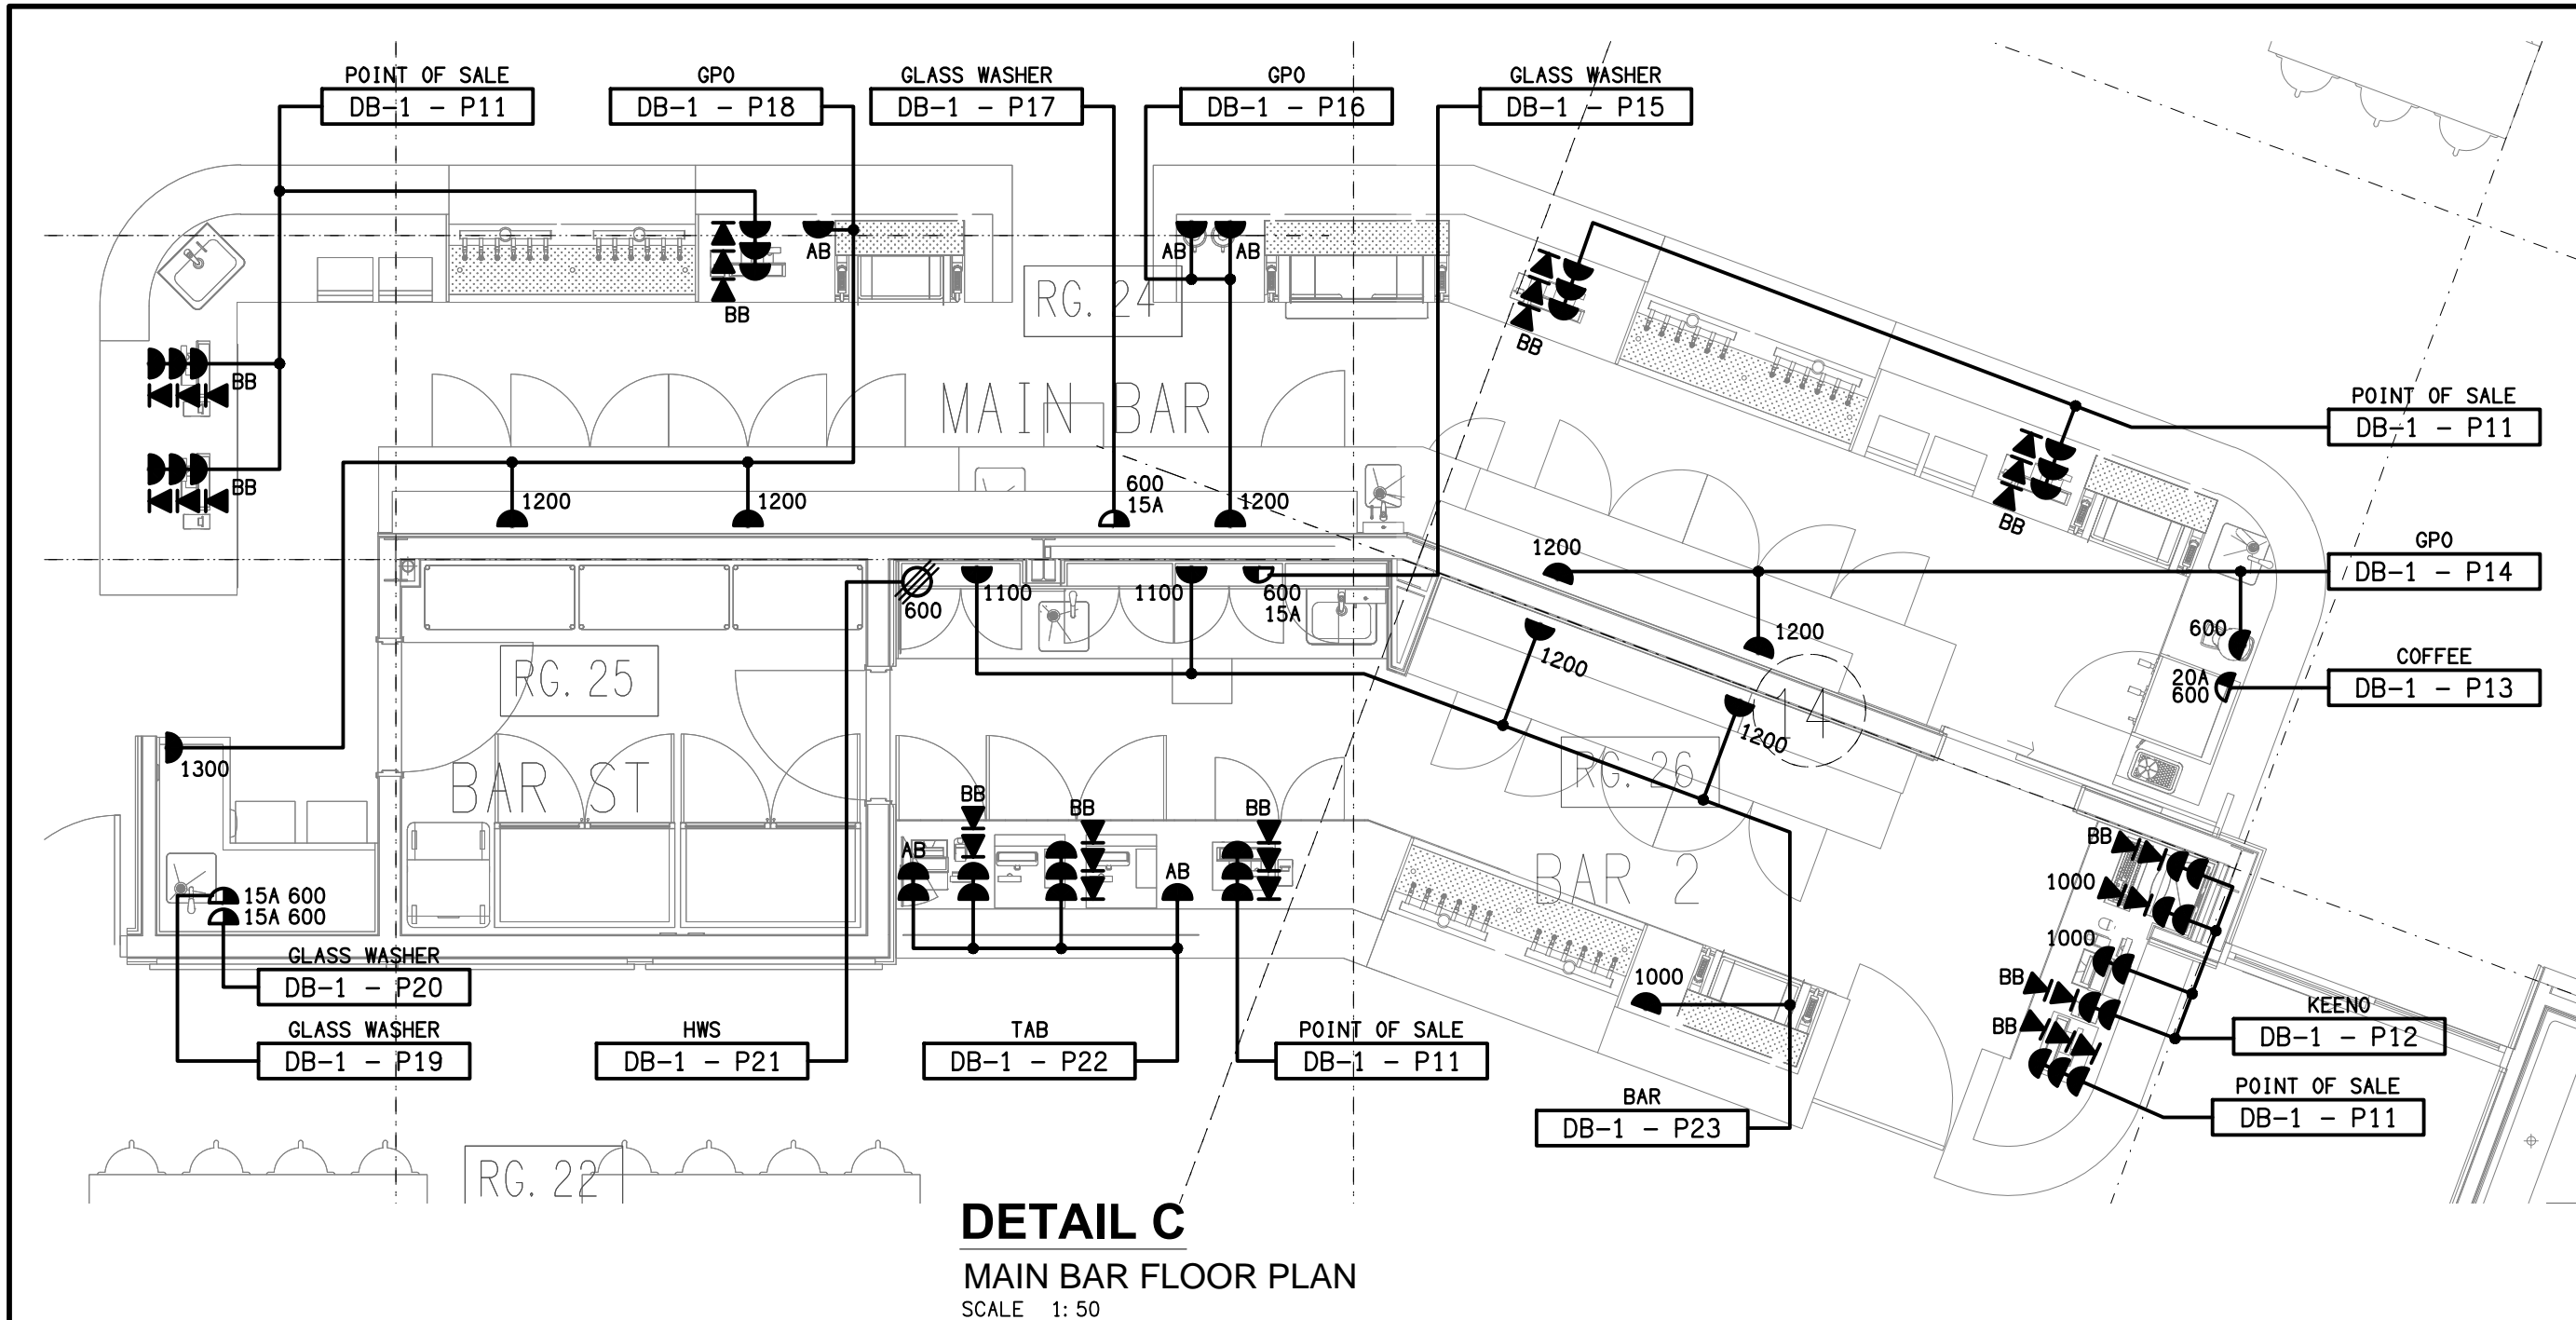 POINT OF SALE
DB-1 - P11
GPO
DB-1 - P18
GLASS WASHER
DB-1 - P17
GPO
DB-1 - P16
GLASS WASHER
DB-1 - P15
AB
AB
AB
BB
RG. 24
BB
BB
MAIN BAR
POINT OF SALE
DB-1 - P11
BB
1200
1200
600
15A
1200
BB
1200
GPO
DB-1 - P14
600
1100
1100
600
15A
1200
600
1200
COFFEE
DB-1 - P13
20A
600
RG. 25
14
1200
1300
BAR ST
RG. 26
BB
BB
BB
BB
AB
AB
BAR 2
1000
15A 600
15A 600
1000
GLASS WASHER
DB-1 - P20
1000
BB
KEENO
DB-1 - P12
BB
GLASS WASHER
DB-1 - P19
HWS
DB-1 - P21
TAB
DB-1 - P22
POINT OF SALE
DB-1 - P11
BAR
DB-1 - P23
POINT OF SALE
DB-1 - P11
RG. 22
DETAIL C
MAIN BAR FLOOR PLAN
SCALE 1:50